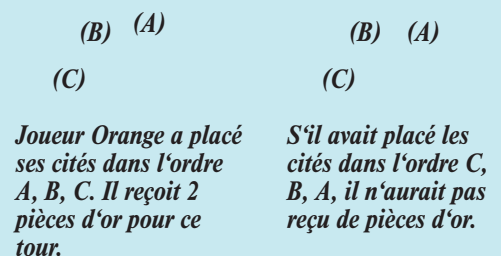 (B) (A)
(C)
Joueur Orange a placé
ses cités dans l‘ordre
A, B, C. Il reçoit 2
pièces d‘or pour ce
tour.
(B) (A)
(C)
S‘il avait placé les
cités dans l‘ordre C,
B, A, il n‘aurait pas
reçu de pièces d‘or.